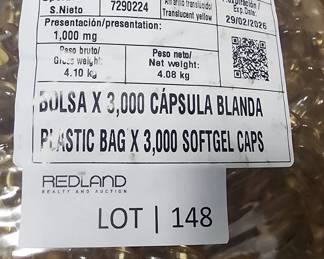 S.Nieto 7290224 Amarillo translúcido/ Translucent yellow Exp. Date 29/02/2026
Presentación/presentation:
1,000 mg
Peso bruto/ Peso neto/
Gross weight: Net weight:
4.10 kg 4.08 kg
BOLSA X 3,000 CÁPSULA BLANDA
PLASTIC BAG X 3,000 SOFTGEL CAPS
REDLAND
REALTY AND AUCTION
LOT | 148